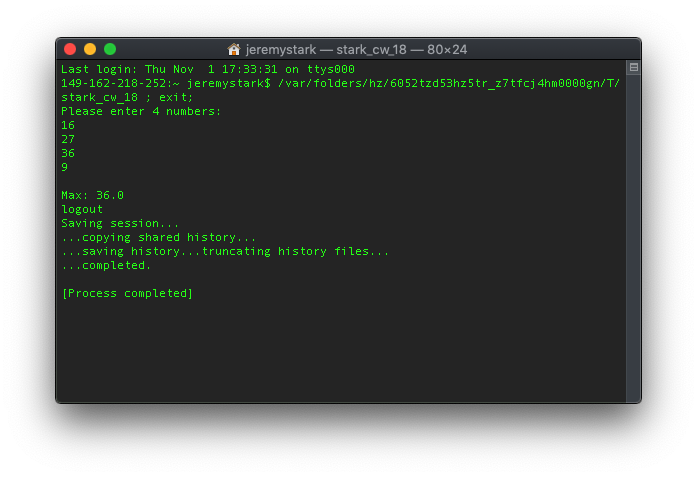 jeremystark — stark_cw_18 — 80×24
Last login: Thu Nov  1 17:33:31 on ttys000
149-162-218-252:~ jeremystark$ /var/folders/hz/6052tzd53hz5tr_z7tfcj4hm0000gn/T/
stark_cw_18 ; exit;
Please enter 4 numbers:
16
27
36
9
Max: 36.0
logout
Saving session...
...copying shared history...
...saving history...truncating history files...
...completed.
[Process completed]